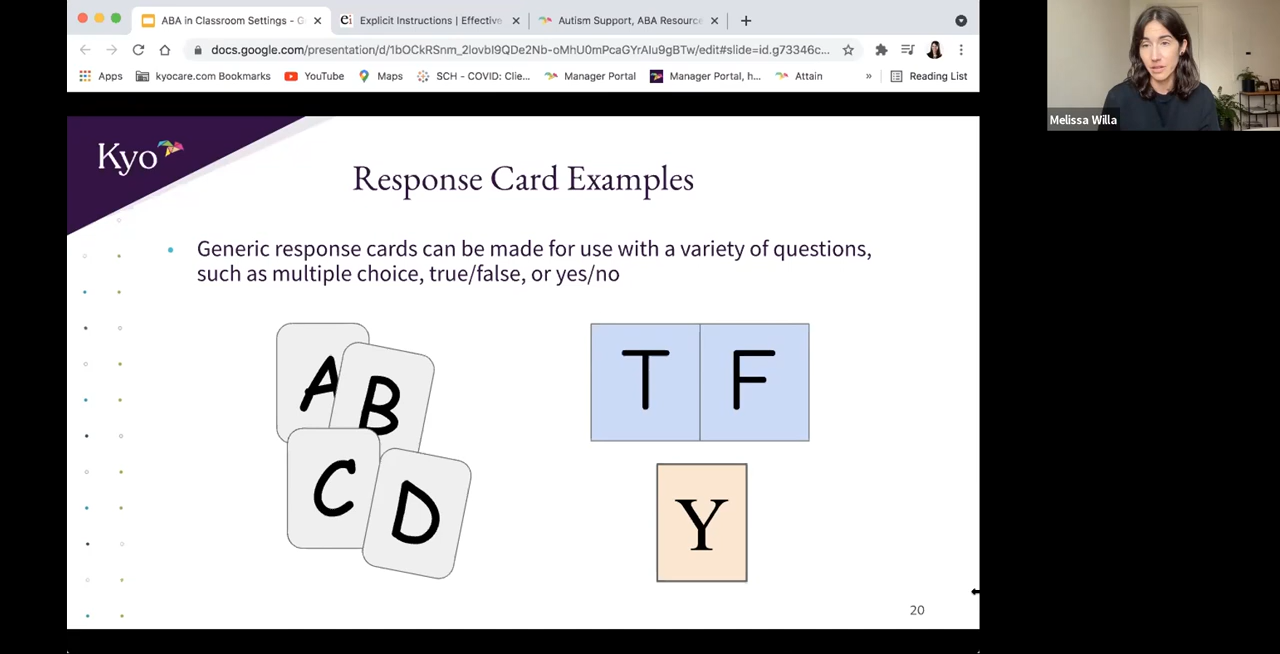 ABA in Classroom Settings - G
Explicit Instructions | Effective
Autism Support, ABA Resource
docs.google.com/presentation/d/1bOCkRSnm_2lovbI9QDe2Nb-oMhU0mPcaGYrAlu9gBTw/edit#slide=id.g73346c...
Apps
kyocare.com Bookmarks
YouTube
Maps
SCH - COVID: Clie...
Manager Portal
Manager Portal, h...
Attain
»
Reading List
Melissa Willa
Kyo
Response Card Examples
• Generic response cards can be made for use with a variety of questions,
such as multiple choice, true/false, or yes/no
A
B
C
D
T F
Y
20